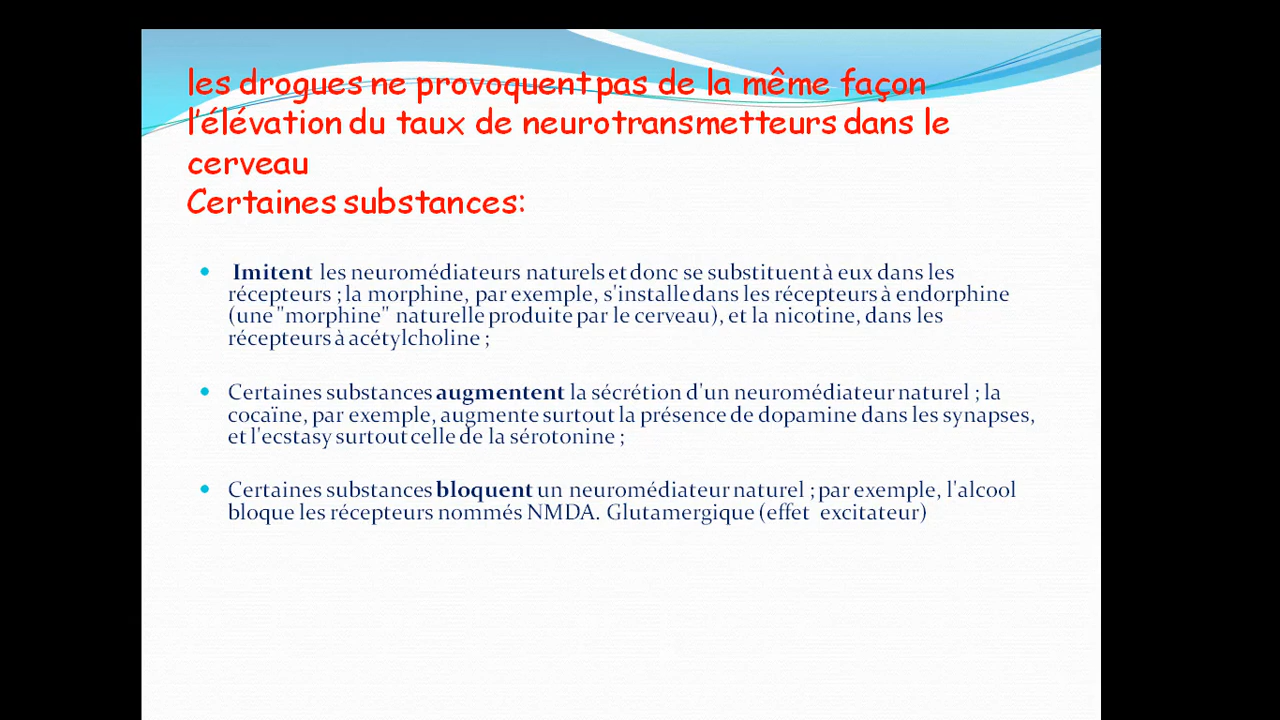 les drogues ne provoquent pas de la même façon
l'élévation du taux de neurotransmetteurs dans le
cerveau
Certaines substances:
• Imitent les neuromédiateurs naturels et donc se substituent à eux dans les
récepteurs ; la morphine, par exemple, s'installe dans les récepteurs à endorphine
(une "morphine" naturelle produite par le cerveau), et la nicotine, dans les
récepteurs à acétylcholine ;
• Certaines substances augmentent la sécrétion d'un neuromédiateur naturel ; la
cocaïne, par exemple, augmente surtout la présence de dopamine dans les synapses,
et l'ecstasy surtout celle de la sérotonine ;
• Certaines substances bloquent un neuromédiateur naturel ; par exemple, l'alcool
bloque les récepteurs nommés NMDA. Glutamergique (effet excitateur)